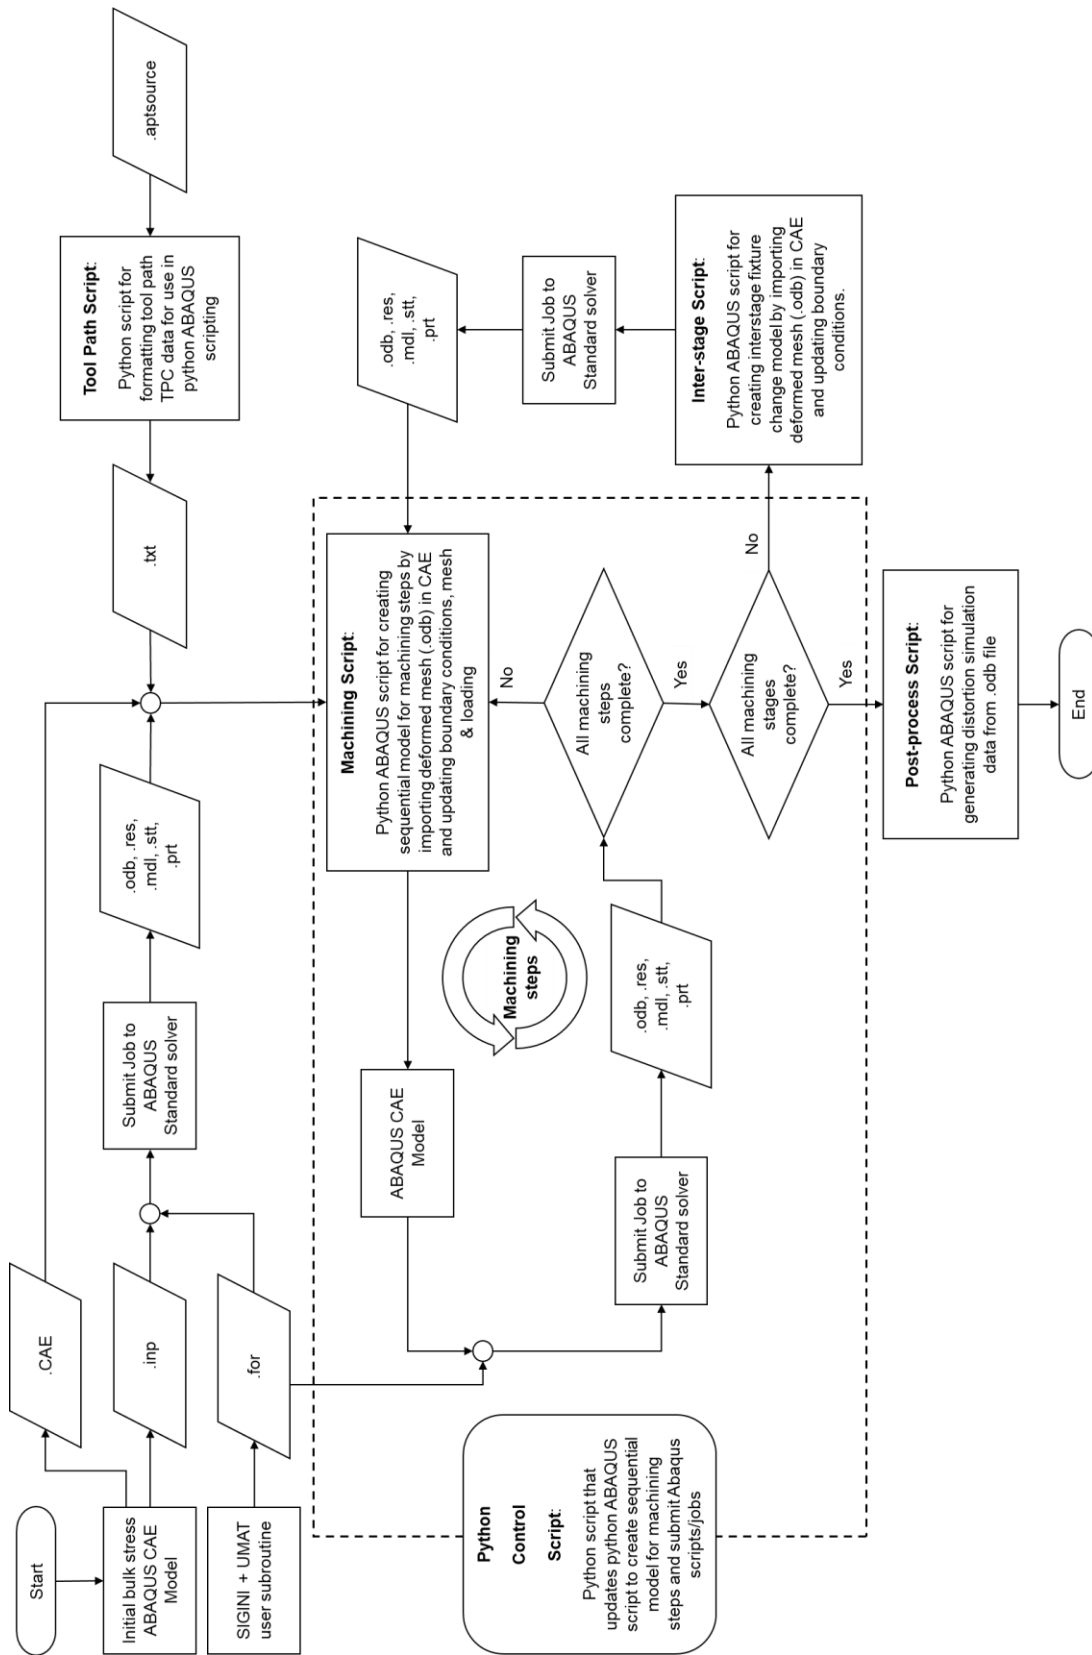 Start
Initial bulk stress
ABAQUS CAE
Model
SIGINI + UMAT
user subroutine
.CAE
.inp
.for
Submit Job to
ABAQUS
Standard solver
.odb, .res,
.mdl, .stt,
.prt
.txt
Tool Path Script:
Python script for
formatting tool path
TPC data for use in
python ABAQUS
scripting
.aptsource
Python
Control
Script:
Python script that
updates python ABAQUS
script to create sequential
model for machining
steps and submit Abaqus
scripts/jobs
ABAQUS CAE
Model
Machining
steps
Machining Script:
Python ABAQUS script for creating
sequential model for machining steps by
importing deformed mesh (.odb) in CAE
and updating boundary conditions, mesh
& loading
Submit Job to
ABAQUS
Standard solver
.odb, .res,
.mdl, .stt,
.prt
No
All machining
steps
complete?
Yes
All machining
stages
complete?
No
Yes
.odb, .res,
.mdl, .stt,
.prt
Submit Job to
ABAQUS
Standard solver
Inter-stage Script:
Python ABAQUS script for
creating interstage fixture
change model by importing
deformed mesh (.odb) in CAE
and updating boundary
conditions.
Post-process Script:
Python ABAQUS script for
generating distortion simulation
data from .odb file
End